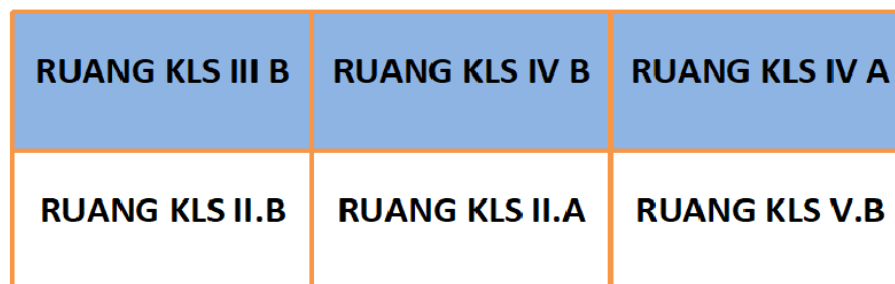 RUANG KLS III B
RUANG KLS IV B
RUANG KLS IV A
RUANG KLS II.B
RUANG KLS II.A
RUANG KLS V.B